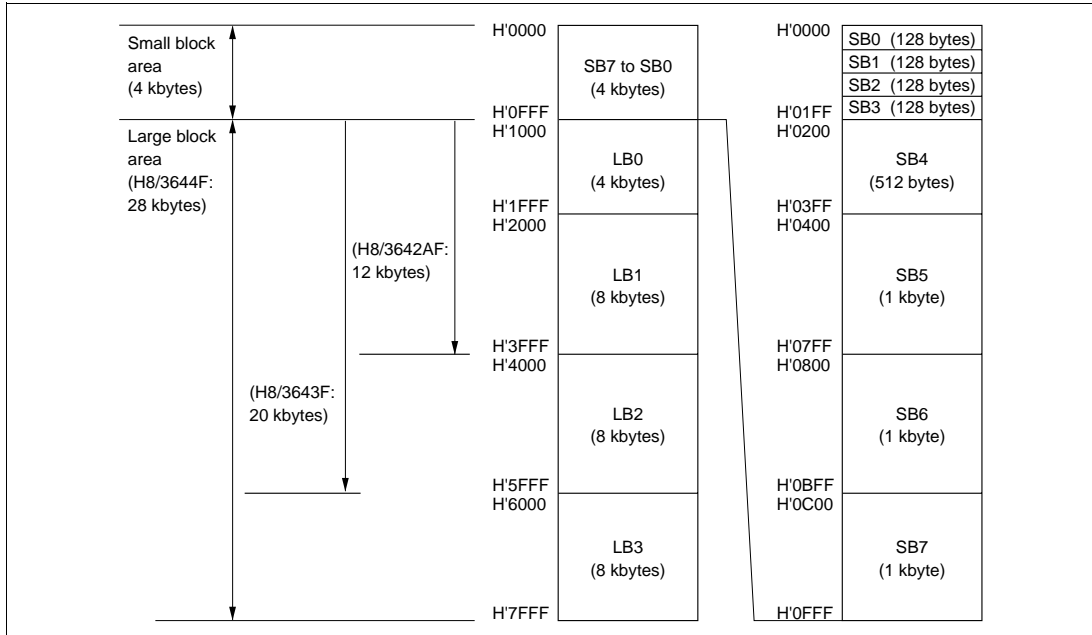 Small block
area
(4 kbytes)
Large block
area
(H8/3644F:
28 kbytes)
(H8/3642AF:
12 kbytes)
(H8/3643F:
20 kbytes)
H'0000
SB7 to SB0
(4 kbytes)
H'0FFF
H'1000
LB0
(4 kbytes)
H'1FFF
H'2000
LB1
(8 kbytes)
H'3FFF
H'4000
LB2
(8 kbytes)
H'5FFF
H'6000
LB3
(8 kbytes)
H'7FFF
H'0000
SB0 (128 bytes)
SB1 (128 bytes)
SB2 (128 bytes)
SB3 (128 bytes)
H'01FF
H'0200
SB4
(512 bytes)
H'03FF
H'0400
SB5
(1 kbyte)
H'07FF
H'0800
SB6
(1 kbyte)
H'0BFF
H'0C00
SB7
(1 kbyte)
H'0FFF